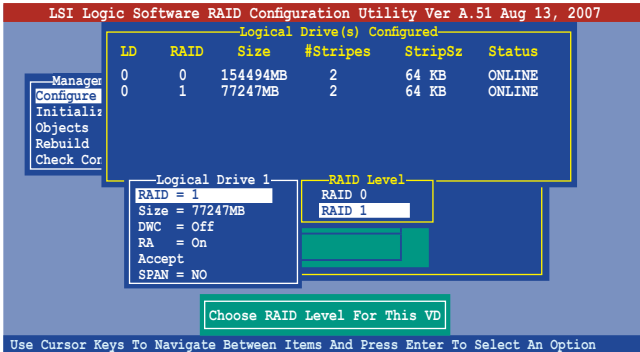 LSI Logic Software RAID Configuration Utility Ver A.51 Aug 13, 2007
Logical Drive(s) Configured
LD RAID Size #Stripes StripSz Status
0 0 154494MB 2 64 KB ONLINE
0 1 77247MB 2 64 KB ONLINE
Managem
Configure
Initializ
Objects
Rebuild
Check Con
Logical Drive 1
RAID = 1
Size = 77247MB
DWC = Off
RA = On
Accept
SPAN = NO
RAID Level
RAID 0
RAID 1
Choose RAID Level For This VD
Use Cursor Keys To Navigate Between Items And Press Enter To Select An Option